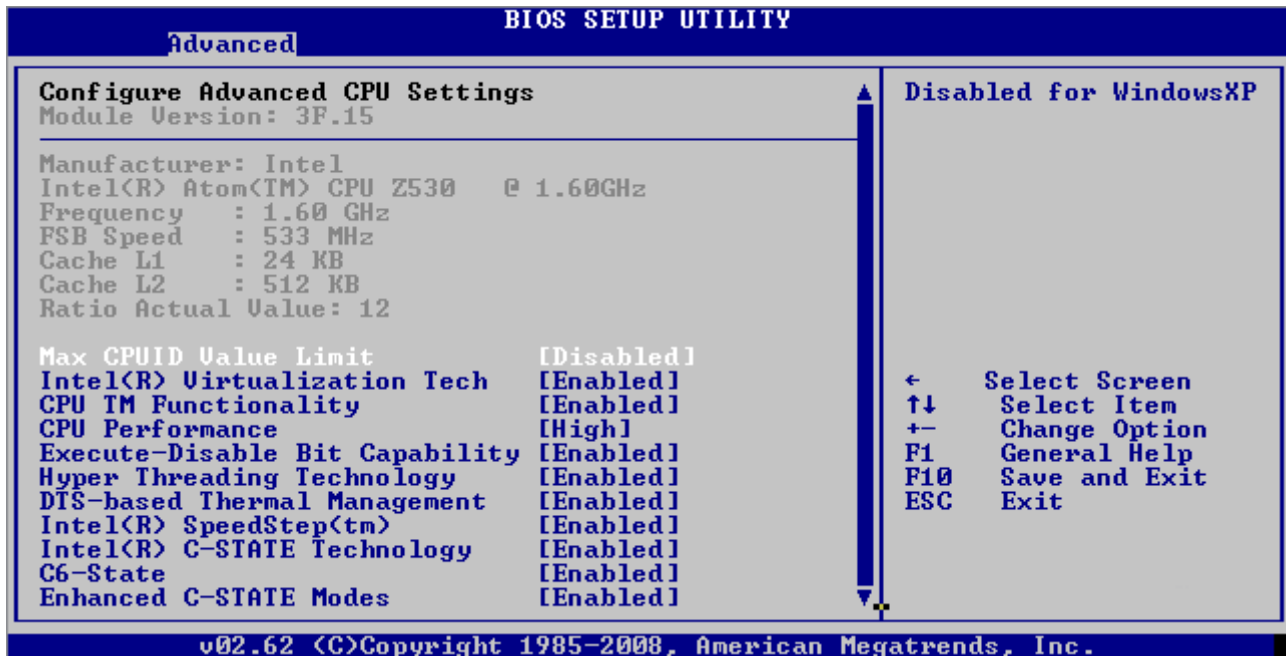 BIOS SETUP UTILITY
Advanced
Configure Advanced CPU Settings
Module Version: 3F.15
Manufacturer: Intel
Intel(R) Atom(TM) CPU Z530 @ 1.60GHz
Frequency : 1.60 GHz
FSB Speed : 533 MHz
Cache L1 : 24 KB
Cache L2 : 512 KB
Ratio Actual Value: 12
Max CPUID Value Limit [Disabled]
Intel(R) Virtualization Tech [Enabled]
CPU TM Functionality [Enabled]
CPU Performance [High]
Execute-Disable Bit Capability [Enabled]
Hyper Threading Technology [Enabled]
DTS-based Thermal Management [Enabled]
Intel(R) SpeedStep(tm) [Enabled]
Intel(R) C-STATE Technology [Enabled]
C6-State [Enabled]
Enhanced C-STATE Modes [Enabled]
Disabled for WindowsXP
← Select Screen
↑↓ Select Item
+- Change Option
F1 General Help
F10 Save and Exit
ESC Exit
v02.62 (C)Copyright 1985-2008, American Megatrends, Inc.